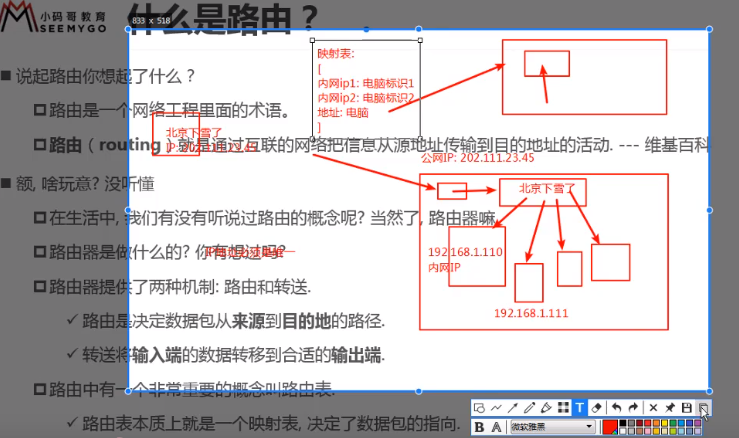 小码哥教育
SEEMYGO
什么是路由？
833 x 518
说起路由你想起了什么？
路由是一个网络工程里面的术语。
路由（routing）就是通过互联的网络把信息从源地址传输到目的地址的活动. --- 维基百科
额, 啥玩意? 没听懂
在生活中, 我们有没有听说过路由的概念呢? 当然了, 路由器嘛.
路由器是做什么的? 你有想过吗?
路由器提供了两种机制: 路由和转送.
路由是决定数据包从来源到目的地的路径.
转送将输入端的数据转移到合适的输出端.
路由中有一个非常重要的概念叫路由表.
路由表本质上就是一个映射表, 决定了数据包的指向.
映射表:
[
内网ip1: 电脑标识1
内网ip2: 电脑标识2
地址: 电脑
]
北京下雪了
IP: 202.111.23.45
公网IP: 202.111.23.45
北京下雪了
192.168.1.110
内网IP
192.168.1.111
T
B A 微软雅黑